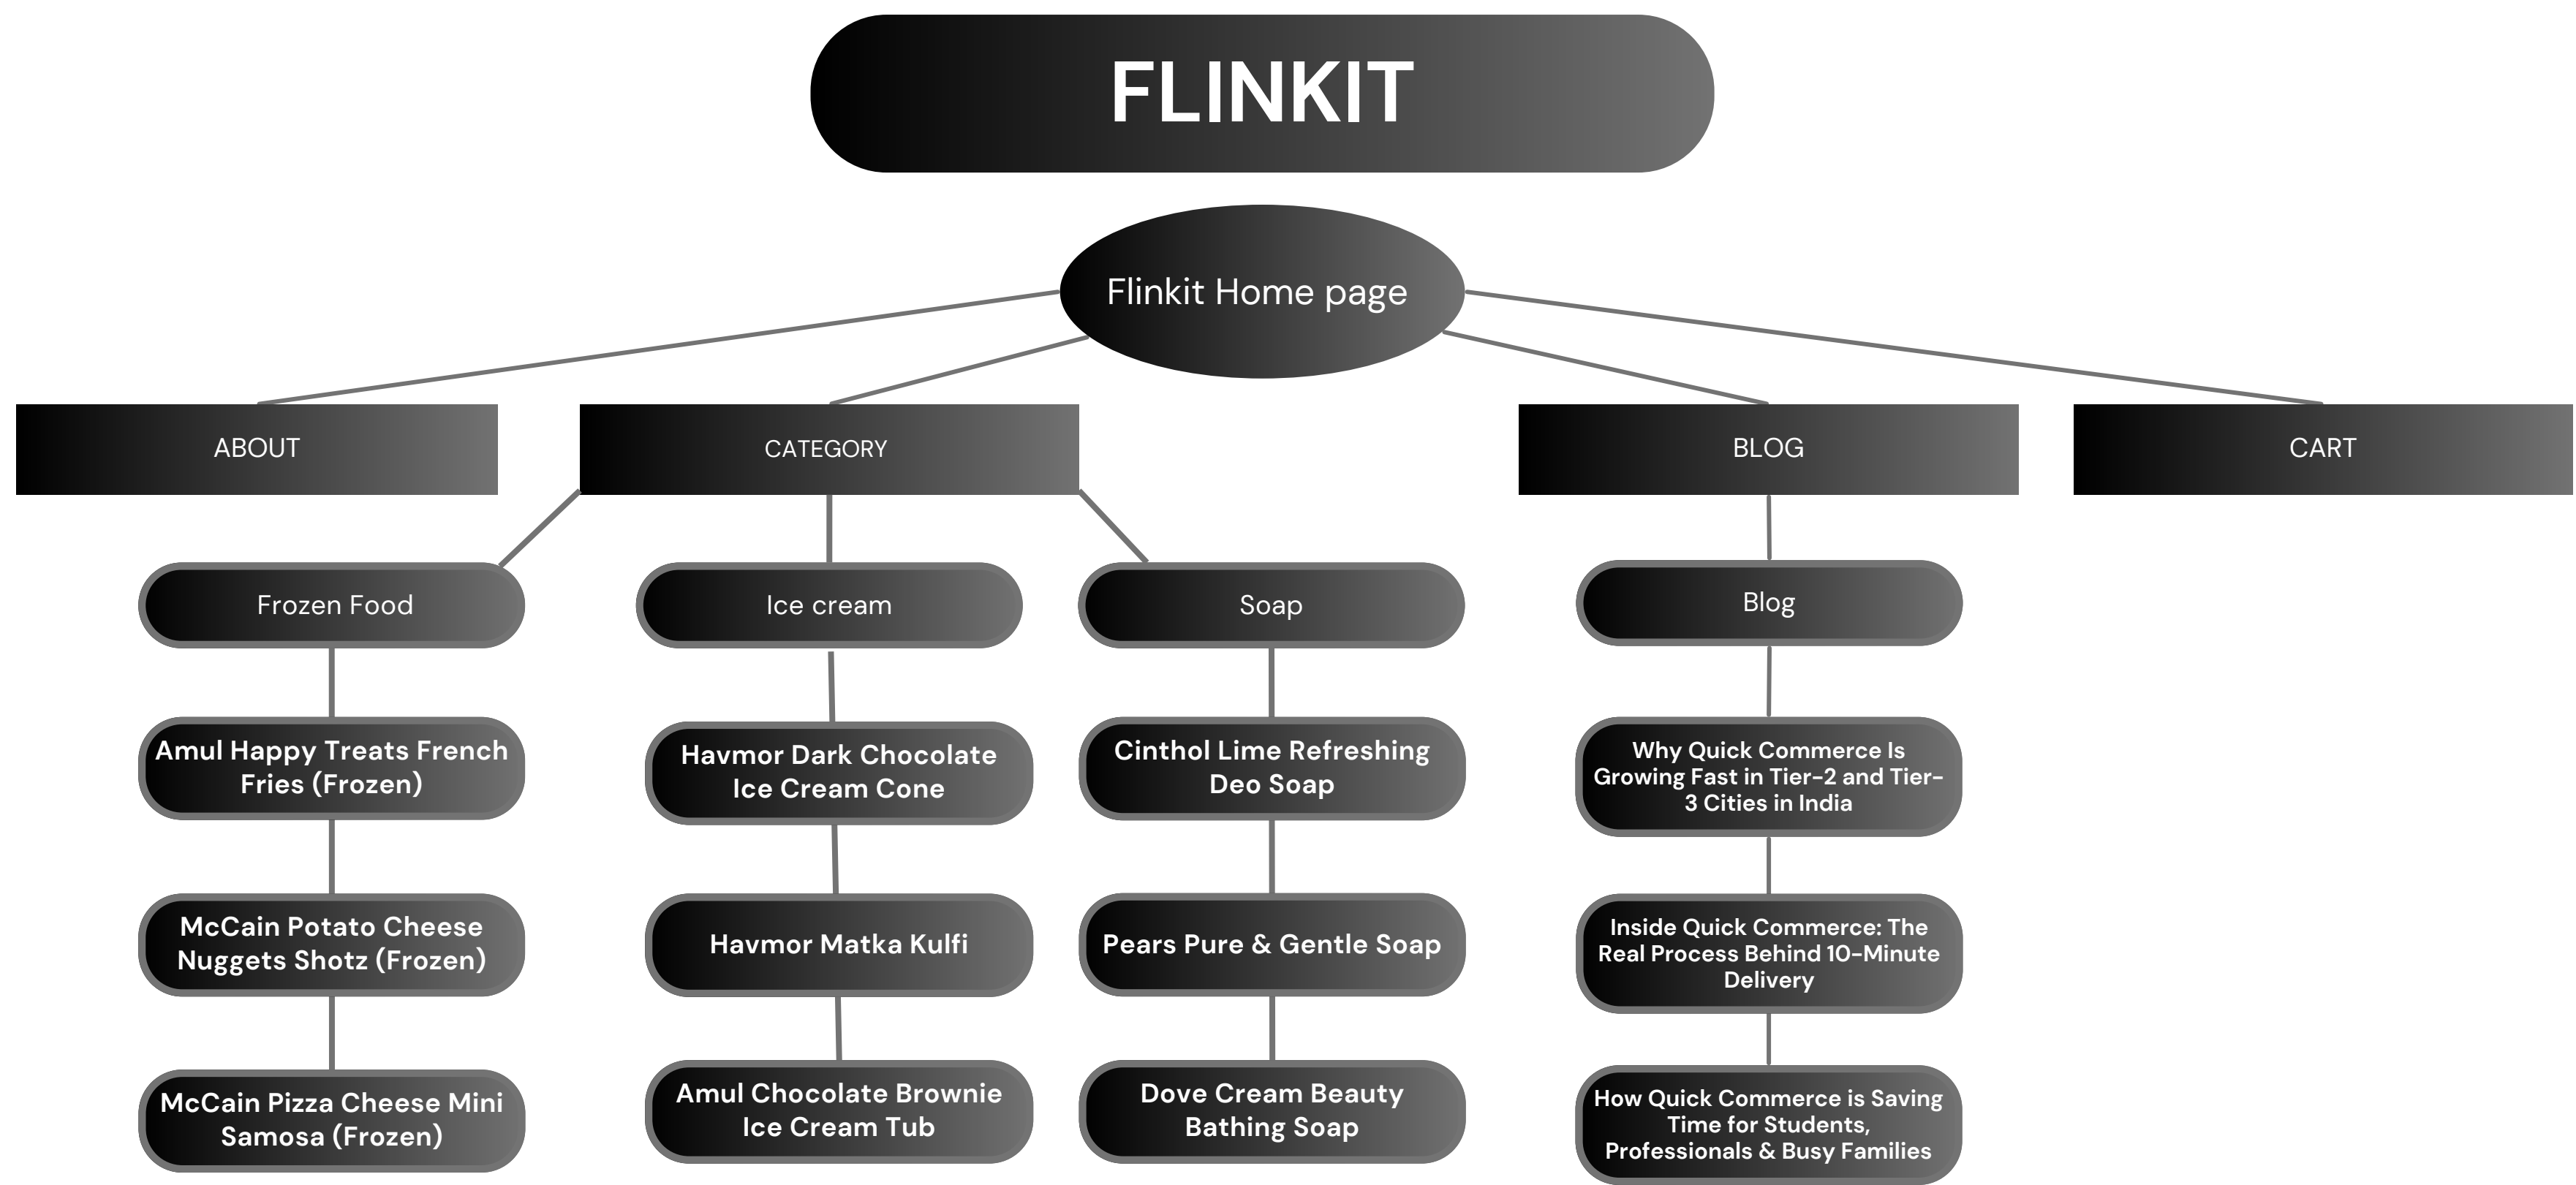 FLINKIT
Flinkit Home page
ABOUT
CATEGORY
BLOG
CART
Frozen Food
Ice cream
Soap
Blog
Amul Happy Treats French
Fries (Frozen)
Havmor Dark Chocolate
Ice Cream Cone
Cinthol Lime Refreshing
Deo Soap
Why Quick Commerce Is
Growing Fast in Tier-2 and Tier-
3 Cities in India
McCain Potato Cheese
Nuggets Shotz (Frozen)
Havmor Matka Kulfi
Pears Pure & Gentle Soap
Inside Quick Commerce: The
Real Process Behind 10-Minute
Delivery
McCain Pizza Cheese Mini
Samosa (Frozen)
Amul Chocolate Brownie
Ice Cream Tub
Dove Cream Beauty
Bathing Soap
How Quick Commerce is Saving
Time for Students,
Professionals & Busy Families